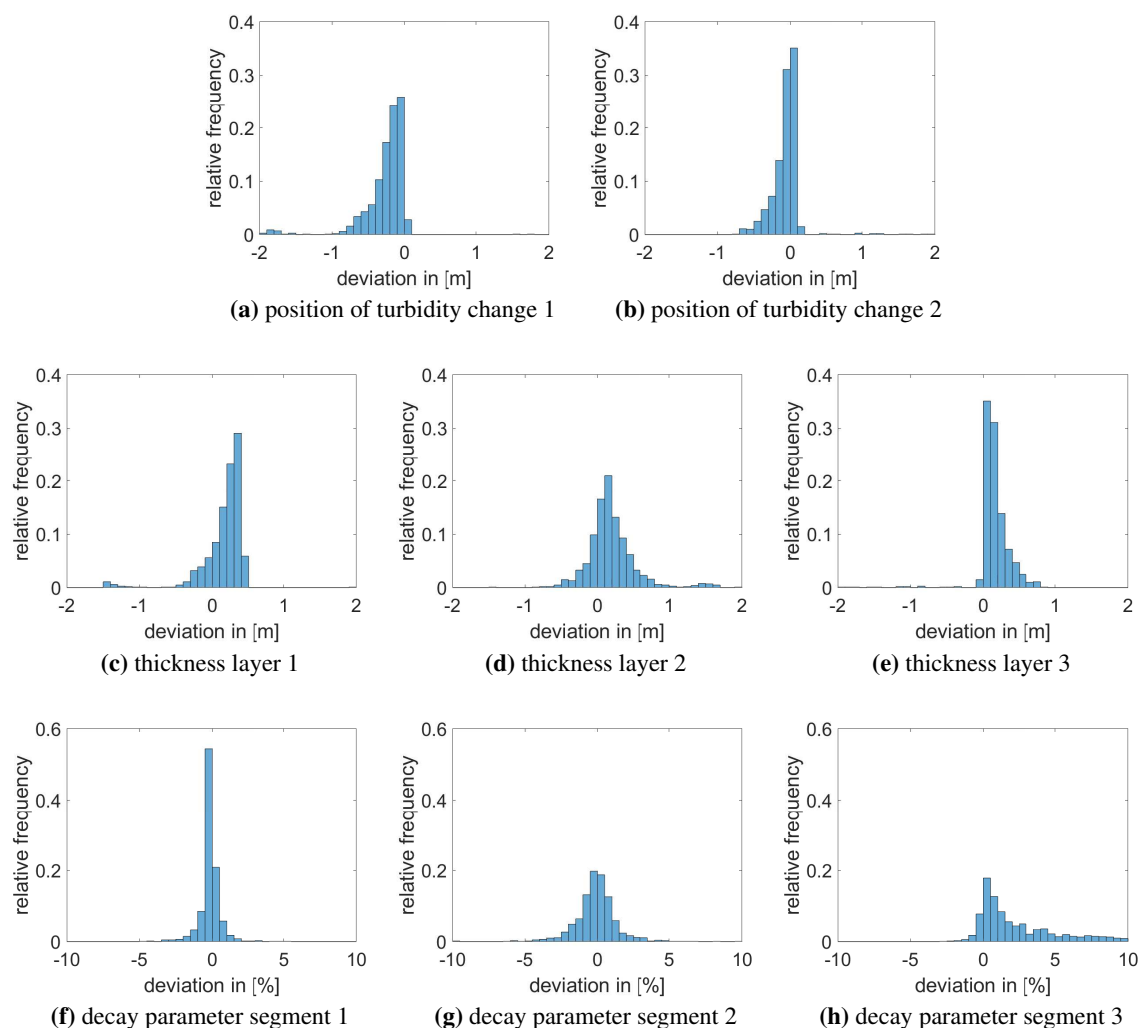 0.4
0.3
0.2
0.1
0
relative frequency
-2 -1 0 1 2
deviation in [m]
(a) position of turbidity change 1
0.4
0.3
0.2
0.1
0
relative frequency
-2 -1 0 1 2
deviation in [m]
(b) position of turbidity change 2
0.4
0.3
0.2
0.1
0
relative frequency
-2 -1 0 1 2
deviation in [m]
(c) thickness layer 1
0.4
0.3
0.2
0.1
0
relative frequency
-2 -1 0 1 2
deviation in [m]
(d) thickness layer 2
0.4
0.3
0.2
0.1
0
relative frequency
-2 -1 0 1 2
deviation in [m]
(e) thickness layer 3
0.6
0.4
0.2
0
relative frequency
-10 -5 0 5 10
deviation in [%]
(f) decay parameter segment 1
0.6
0.4
0.2
0
relative frequency
-10 -5 0 5 10
deviation in [%]
(g) decay parameter segment 2
0.6
0.4
0.2
0
relative frequency
-10 -5 0 5 10
deviation in [%]
(h) decay parameter segment 3